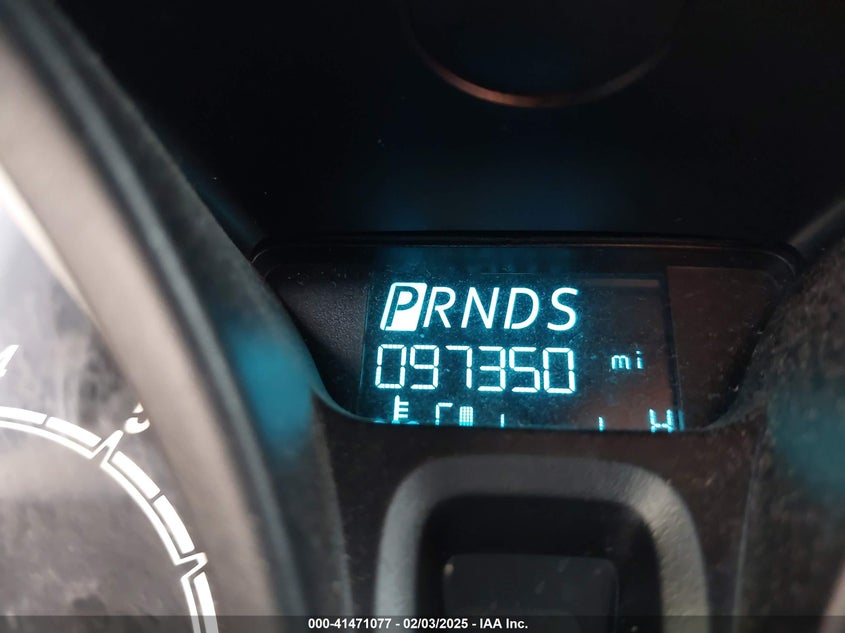 PRNDS
097350 mi
H
000-41471077 - 02/03/2025 - IAA Inc.